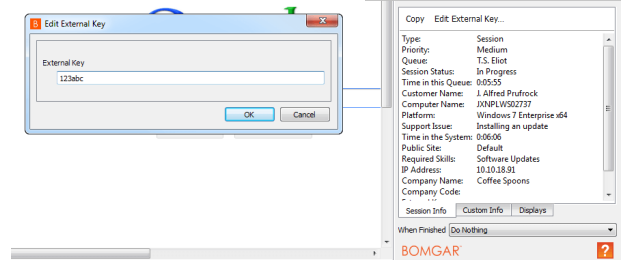 Edit External Key
External Key
123abc
OK Cancel
Copy Edit External Key...
Type: Session
Priority: Medium
Queue: T.S. Eliot
Session Status: In Progress
Time in this Queue: 0:05:55
Customer Name: J. Alfred Prufrock
Computer Name: JXNPLWS02737
Platform: Windows 7 Enterprise x64
Support Issue: Installing an update
Time in the System: 0:06:06
Public Site: Default
Required Skills: Software Updates
IP Address: 10.10.18.91
Company Name: Coffee Spoons
Company Code:
Session Info Custom Info Displays
When Finished Do Nothing
BOMGAR ?